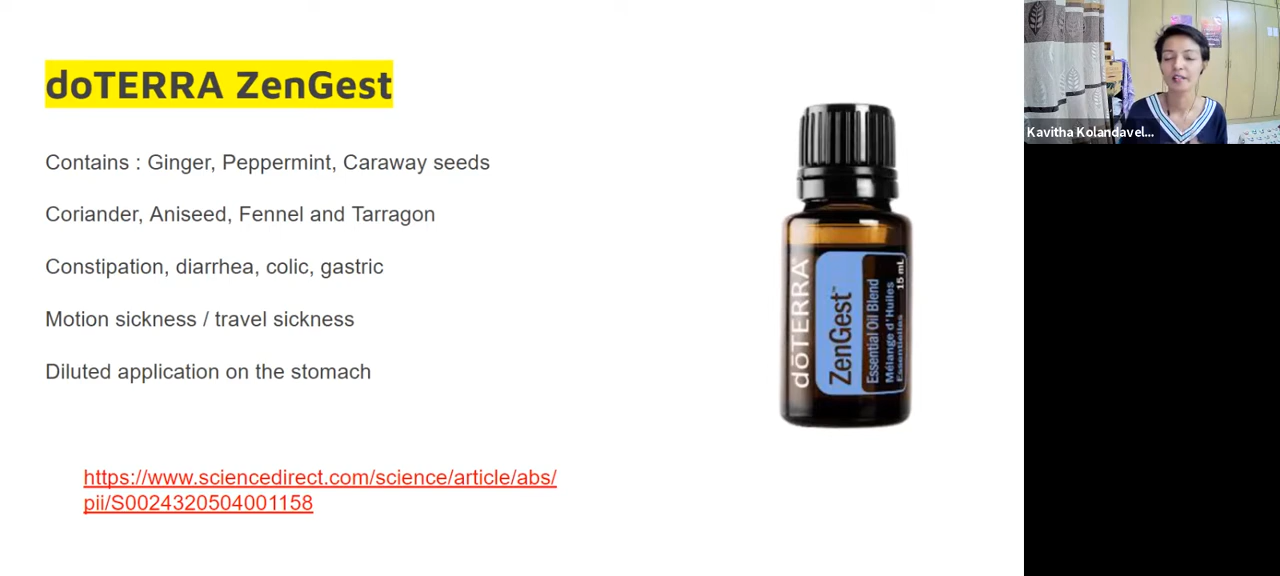 doTERRA ZenGest
Contains : Ginger, Peppermint, Caraway seeds
Coriander, Aniseed, Fennel and Tarragon
Constipation, diarrhea, colic, gastric
Motion sickness / travel sickness
Diluted application on the stomach
https://www.sciencedirect.com/science/article/abs/
pii/S0024320504001158
dōTERRA
ZenGest™
Essential Oil Blend
Mélange d'Huiles
Essentielles
15 mL
Kavitha Kolandavel...